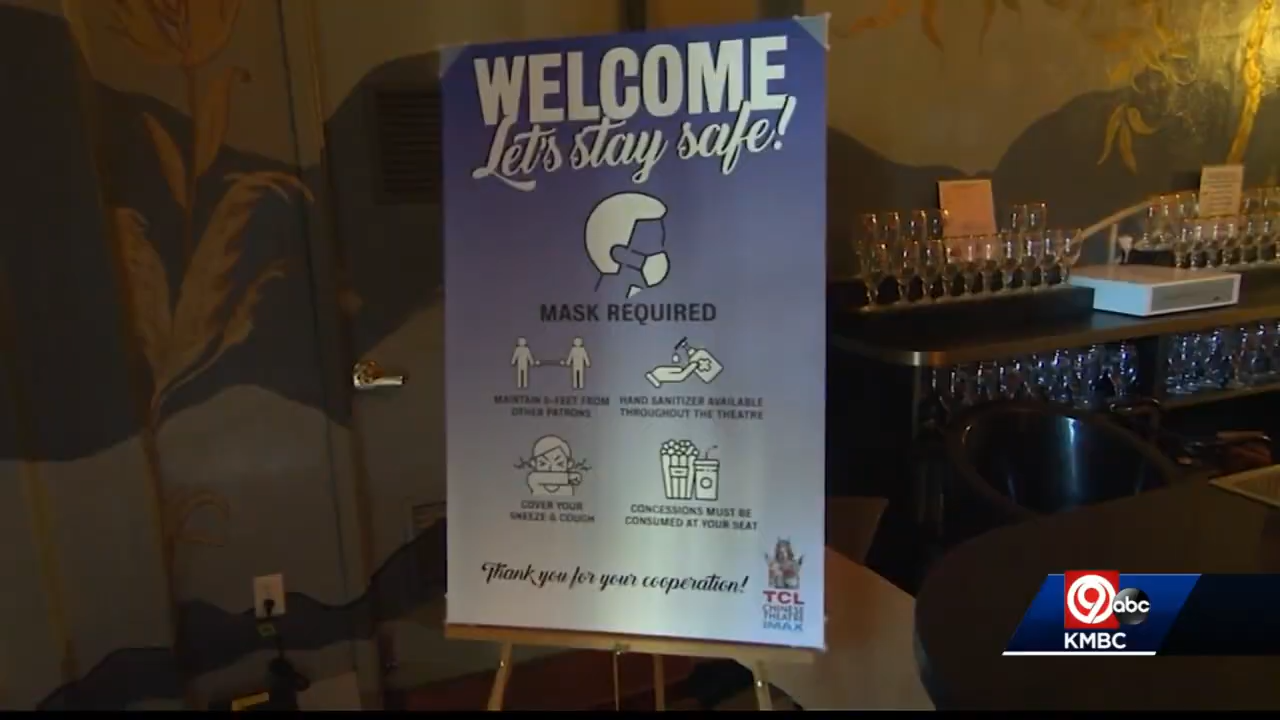 WELCOME
Let's stay safe!
MASK REQUIRED
MAINTAIN 6-FEET FROM
OTHER PATRONS
HAND SANITIZER AVAILABLE
THROUGHOUT THE THEATRE
COVER YOUR
SNEEZE & COUGH
CONCESSIONS MUST BE
CONSUMED AT YOUR SEAT
Thank you for your cooperation!
TCL
CHINESE
THEATRE
IMAX
9 abc
KMBC